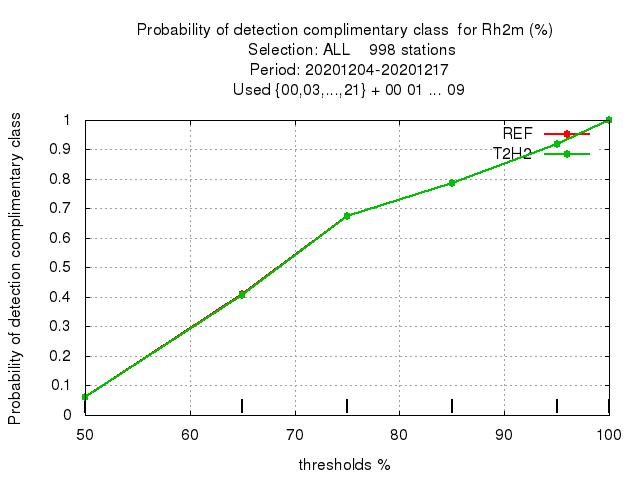 Probability of detection complimentary class  for Rh2m (%)
Selection: ALL    998 stations
Period: 20201204-20201217
Used {00,03,...,21} + 00 01 ... 09
Probability of detection complimentary class
1
0.9
0.8
0.7
0.6
0.5
0.4
0.3
0.2
0.1
0
REF
T2H2
50 60 70 80 90 100
thresholds %